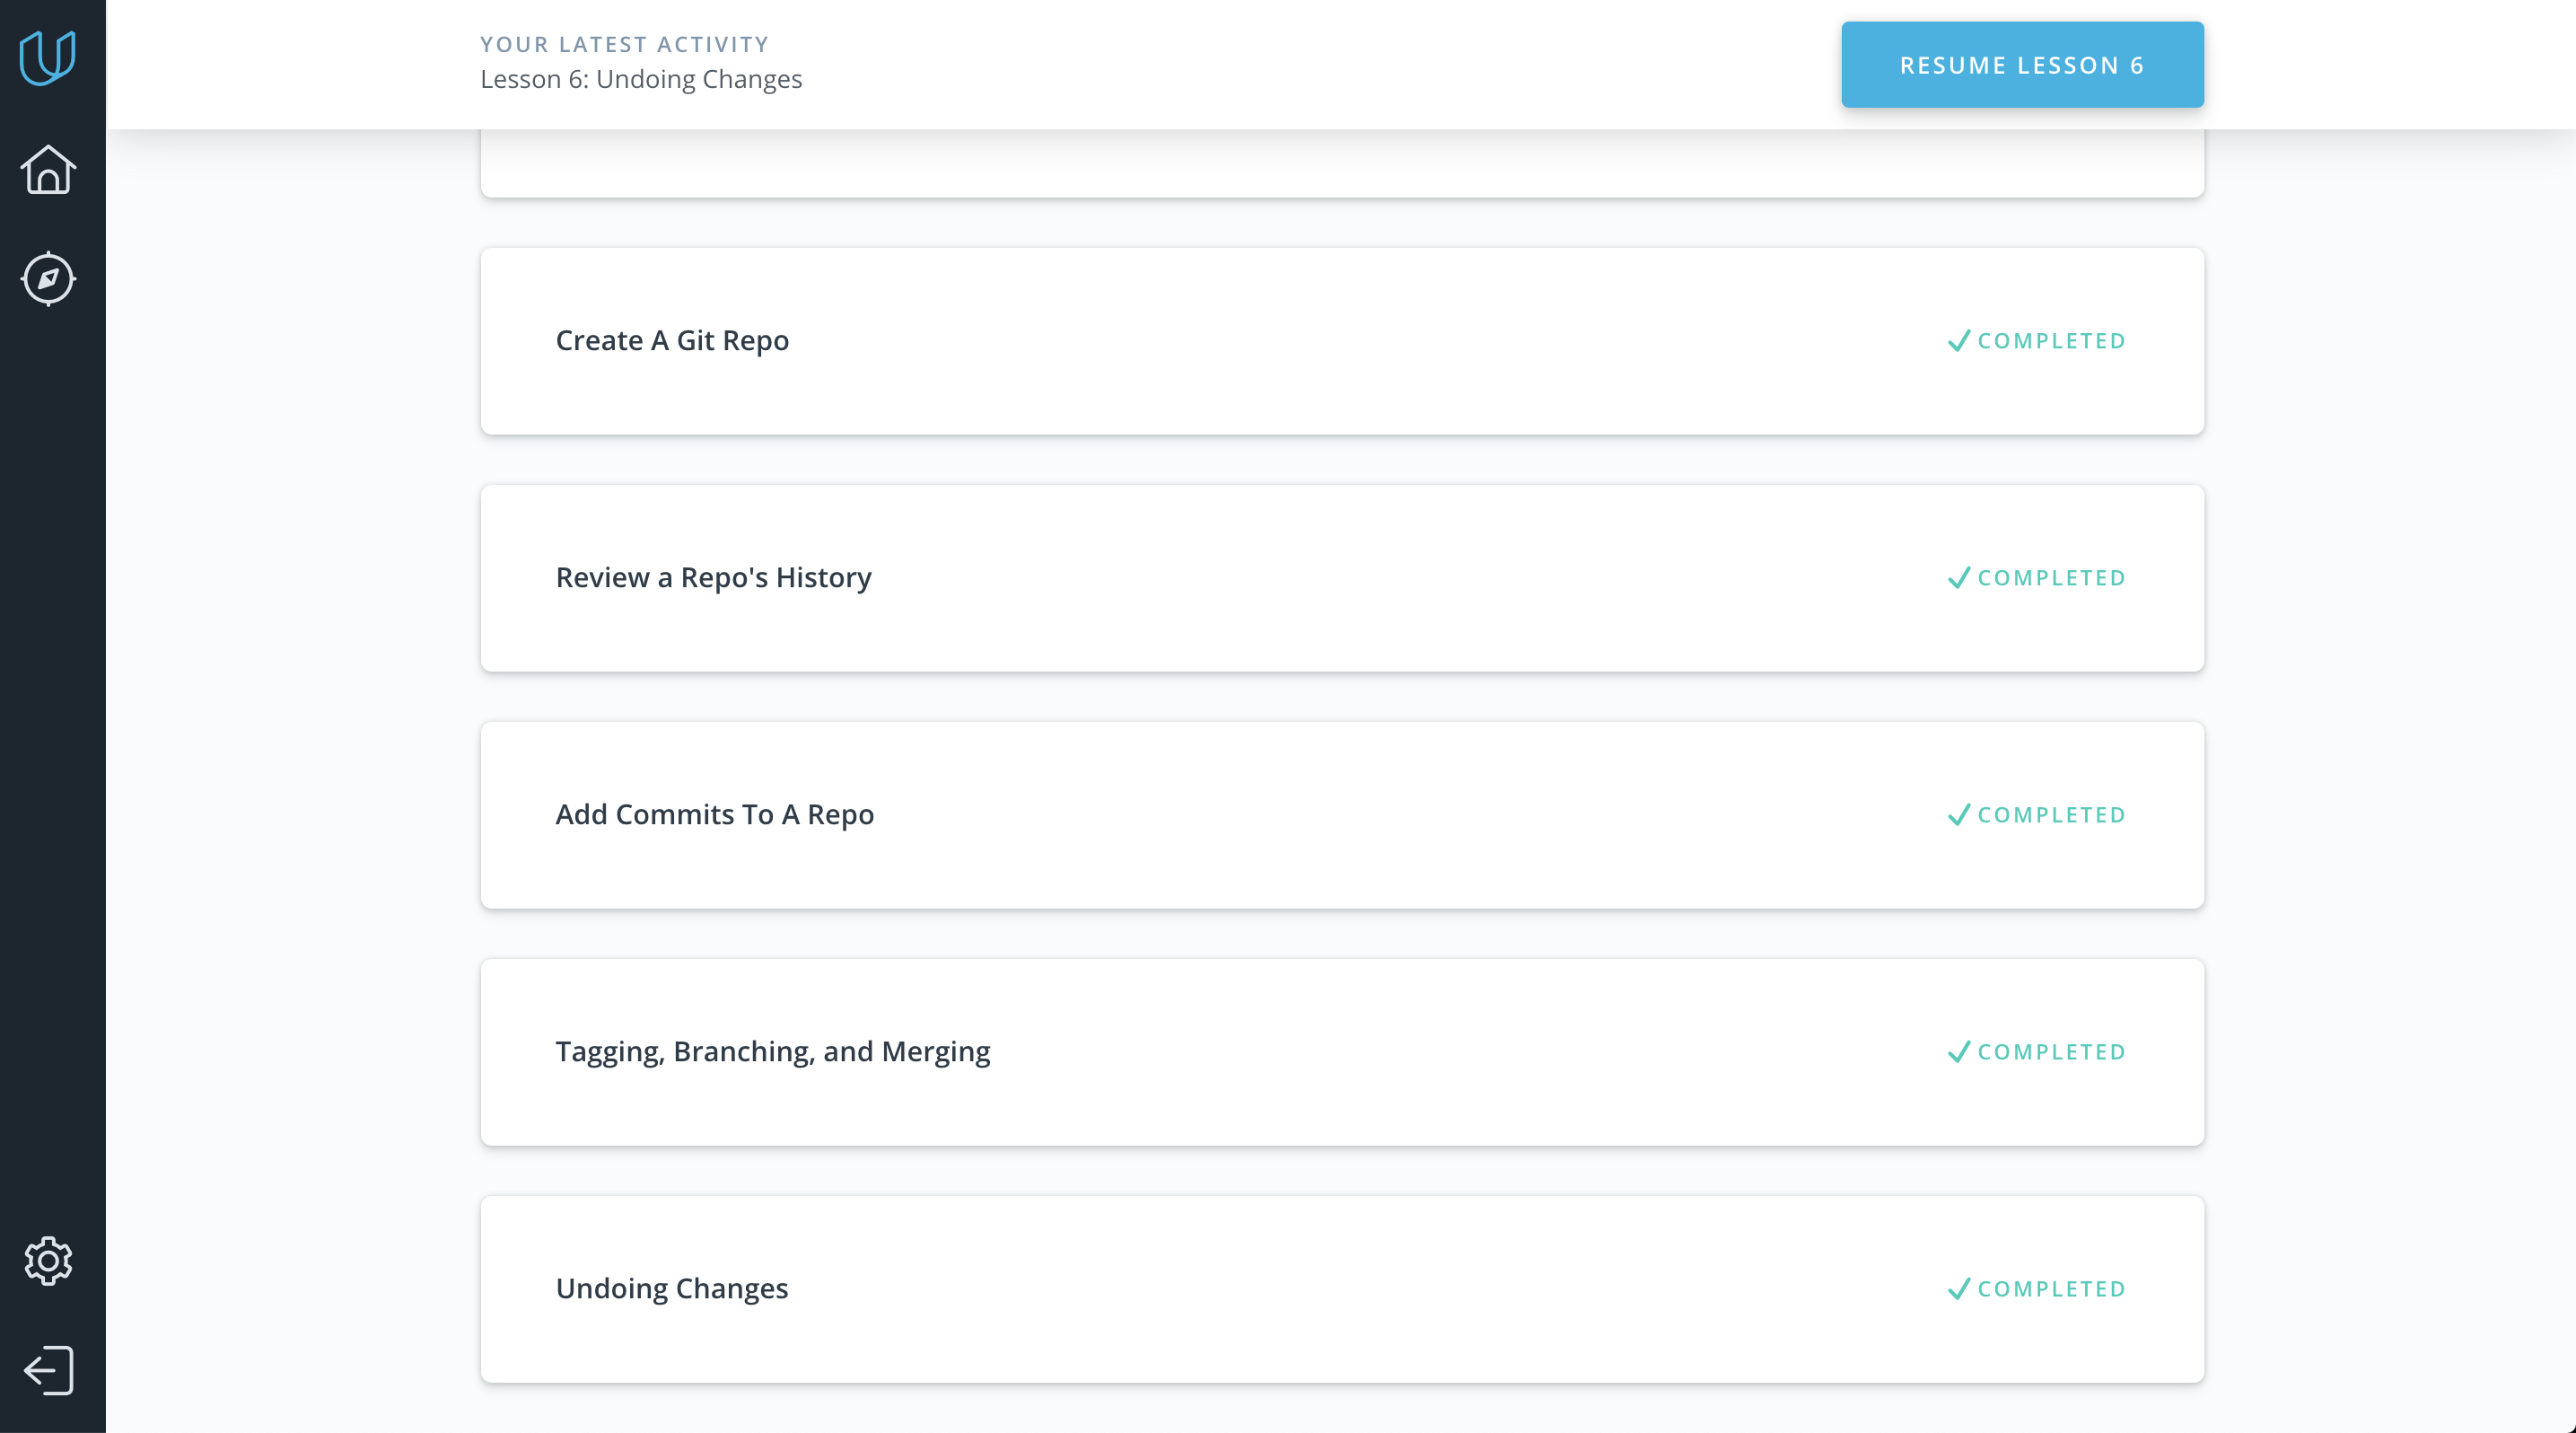 YOUR LATEST ACTIVITY
Lesson 6: Undoing Changes
RESUME LESSON 6
Create A Git Repo
COMPLETED
Review a Repo's History
COMPLETED
Add Commits To A Repo
COMPLETED
Tagging, Branching, and Merging
COMPLETED
Undoing Changes
COMPLETED